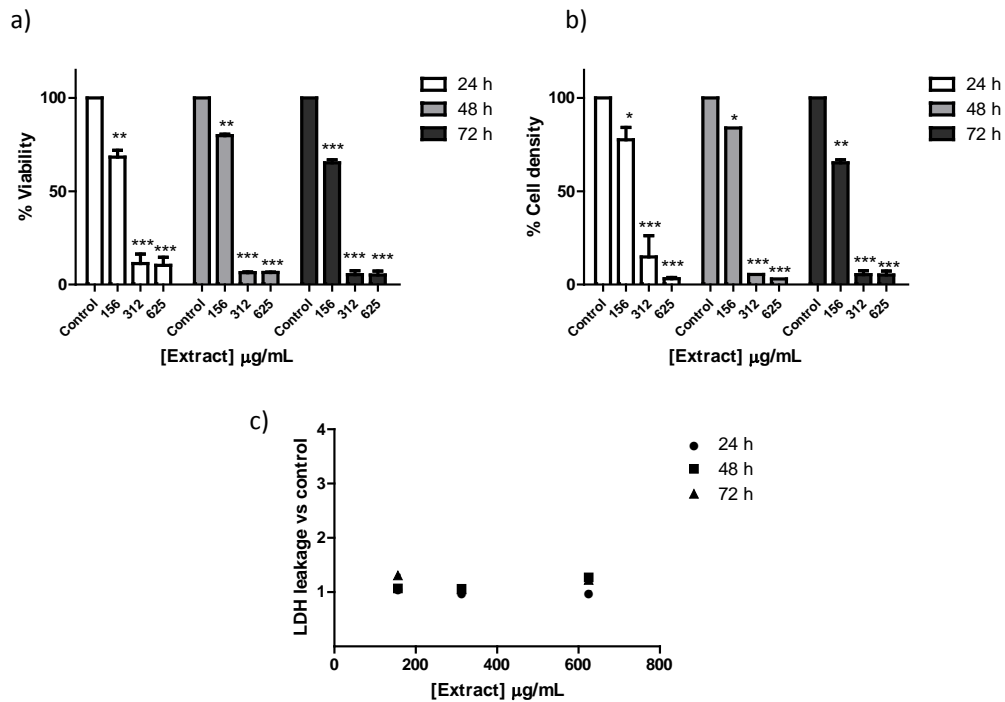 a)
100
50
0
% Viability
** *** ***
** *** ***
*** *** ***
Control 156 312 625
Control 156 312 625
Control 156 312 625
[Extract] µg/mL
24 h
48 h
72 h
b)
100
50
0
% Cell density
* *** ***
* *** ***
** *** ***
Control 156 312 625
Control 156 312 625
Control 156 312 625
[Extract] µg/mL
24 h
48 h
72 h
c)
4
3
2
1
LDH leakage vs control
0 200 400 600 800
[Extract] µg/mL
24 h
48 h
72 h